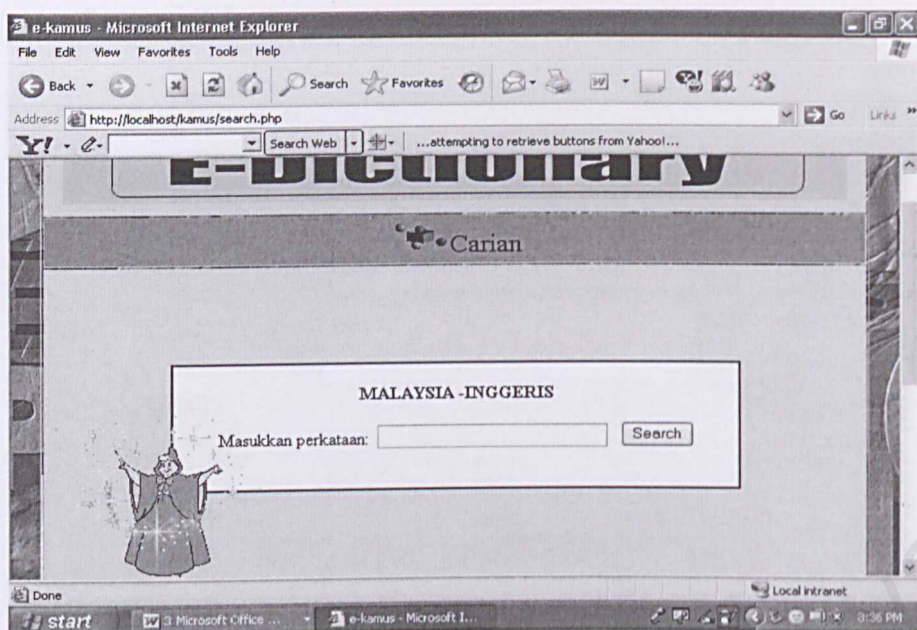 e-kamus - Microsoft Internet Explorer
File Edit View Favorites Tools Help
Back Search Favorites
Address http://localhost/kamus/search.php Go Links »
Y! Search Web ...attempting to retrieve buttons from Yahoo!...
E-Dictionary
Carian
MALAYSIA -INGGERIS
Masukkan perkataan: Search
Done Local intranet
start 3 Microsoft Office ... e-kamus - Microsoft I... 3:36 PM